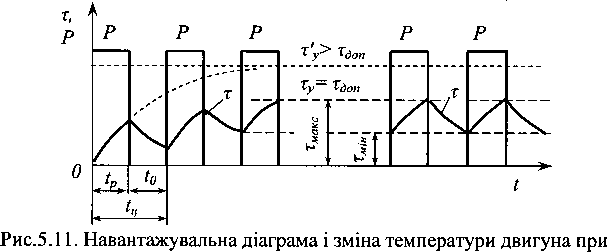 τ,
P
P P P P P
τ'у> τдоп
τу= τдоп
τ
τ
τмакс
τмін
0
t
tр
t0
tц
Рис.5.11. Навантажувальна діаграма і зміна температури двигуна при